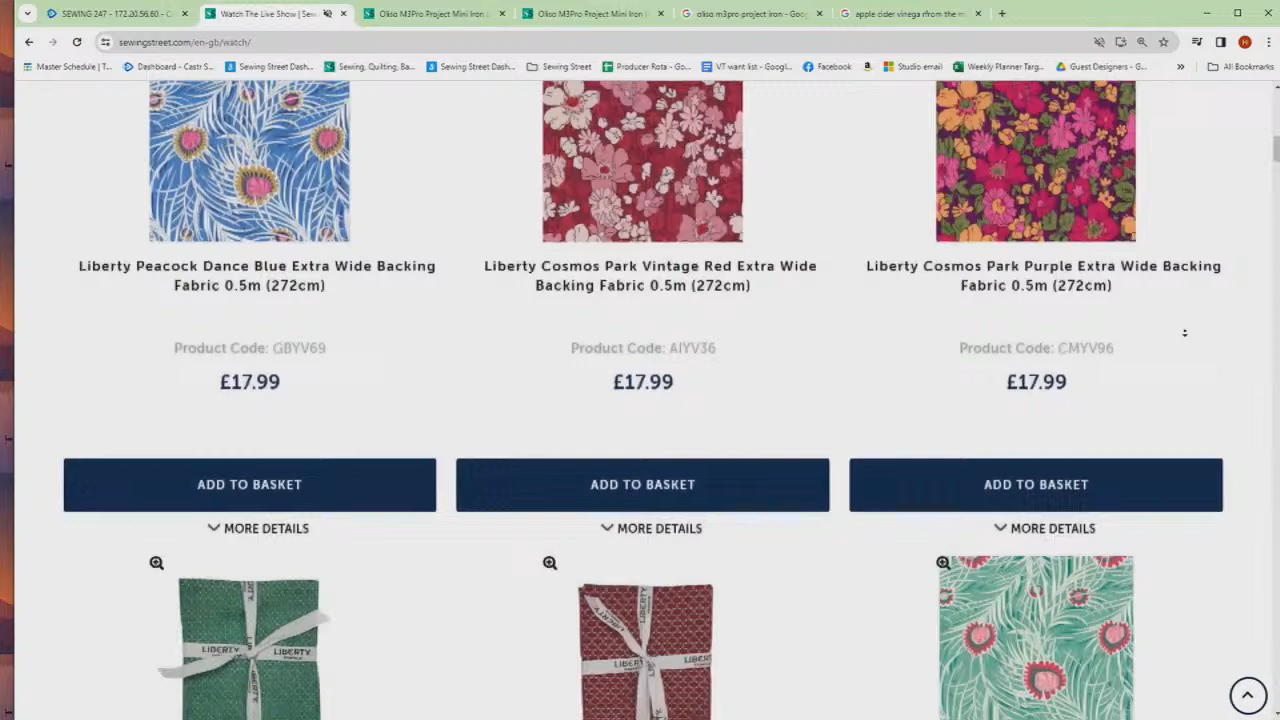 SEWING 247 - 172.20.56.60 - C
Watch The Live Show | Sew
Oliso M3Pro Project Mini Iron
Oliso M3Pro Project Mini Iron
oliso m3pro project iron - Goog
apple cider vinega rfrom the m
sewingstreet.com/en-gb/watch/
Master Schedule | T...
Dashboard - Castr S...
Sewing Street Dash...
Sewing, Quilting, Ba...
Sewing Street Dash...
Sewing Street
Producer Rota - Go...
VT want list - Googl...
Facebook
Studio email
Weekly Planner Targ...
Guest Designers - G...
»
All Bookmarks
Liberty Peacock Dance Blue Extra Wide Backing
Fabric 0.5m (272cm)
Product Code: GBYV69
£17.99
ADD TO BASKET
MORE DETAILS
Liberty Cosmos Park Vintage Red Extra Wide
Backing Fabric 0.5m (272cm)
Product Code: AIYV36
£17.99
ADD TO BASKET
MORE DETAILS
Liberty Cosmos Park Purple Extra Wide Backing
Fabric 0.5m (272cm)
Product Code: CMYV96
£17.99
ADD TO BASKET
MORE DETAILS
LIBERTY
LIBERTY
LIBERTY
LIBERTY